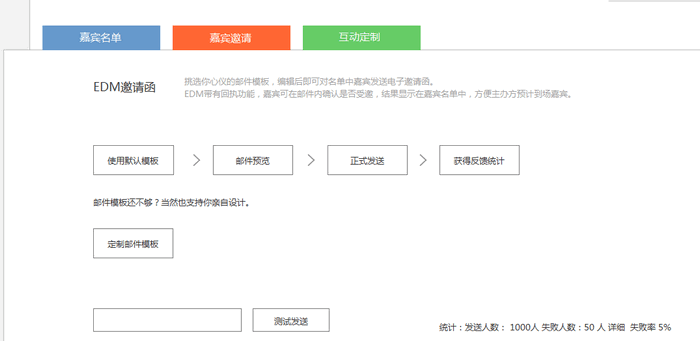 嘉宾名单 嘉宾邀请 互动定制
EDM邀请函 挑选你心仪的邮件模板，编辑后即可对名单中嘉宾发送电子邀请函。
EDM带有回执功能，嘉宾可在邮件内确认是否受邀，结果显示在嘉宾名单中，方便主办方预计到场嘉宾。
使用默认模板 > 邮件预览 > 正式发送 > 获得反馈统计
邮件模板还不够？当然也支持你亲自设计。
定制邮件模板
测试发送
统计：发送人数： 1000人 失败人数：50 人 详细 失败率 5%